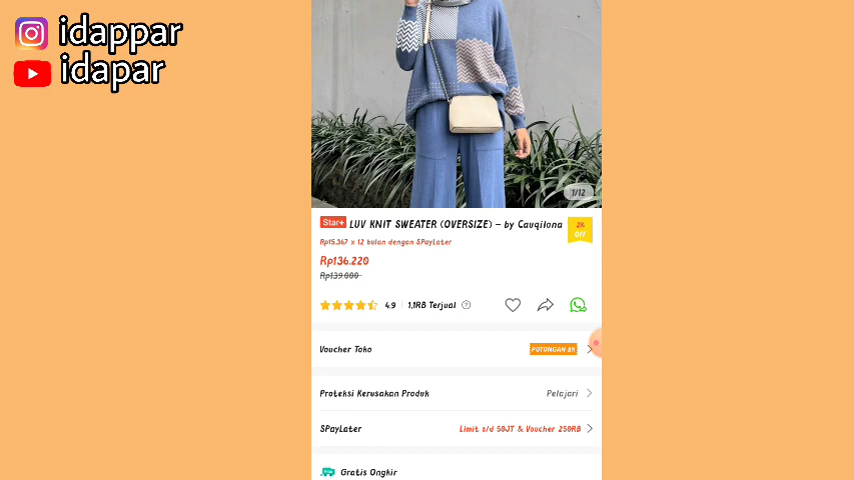 idappar
idapar
1/12
Star+ LUV KNIT SWEATER (OVERSIZE) - by Cavqilona
2%
OFF
Rp15.367 x 12 bulan dengan SPayLater
Rp136.220
Rp139.000
4.9 1,1RB Terjual ?
Voucher Toko
POTONGAN 6%
Proteksi Kerusakan Produk Pelajari
SPayLater Limit s/d 50JT & Voucher 250RB
Gratis Ongkir